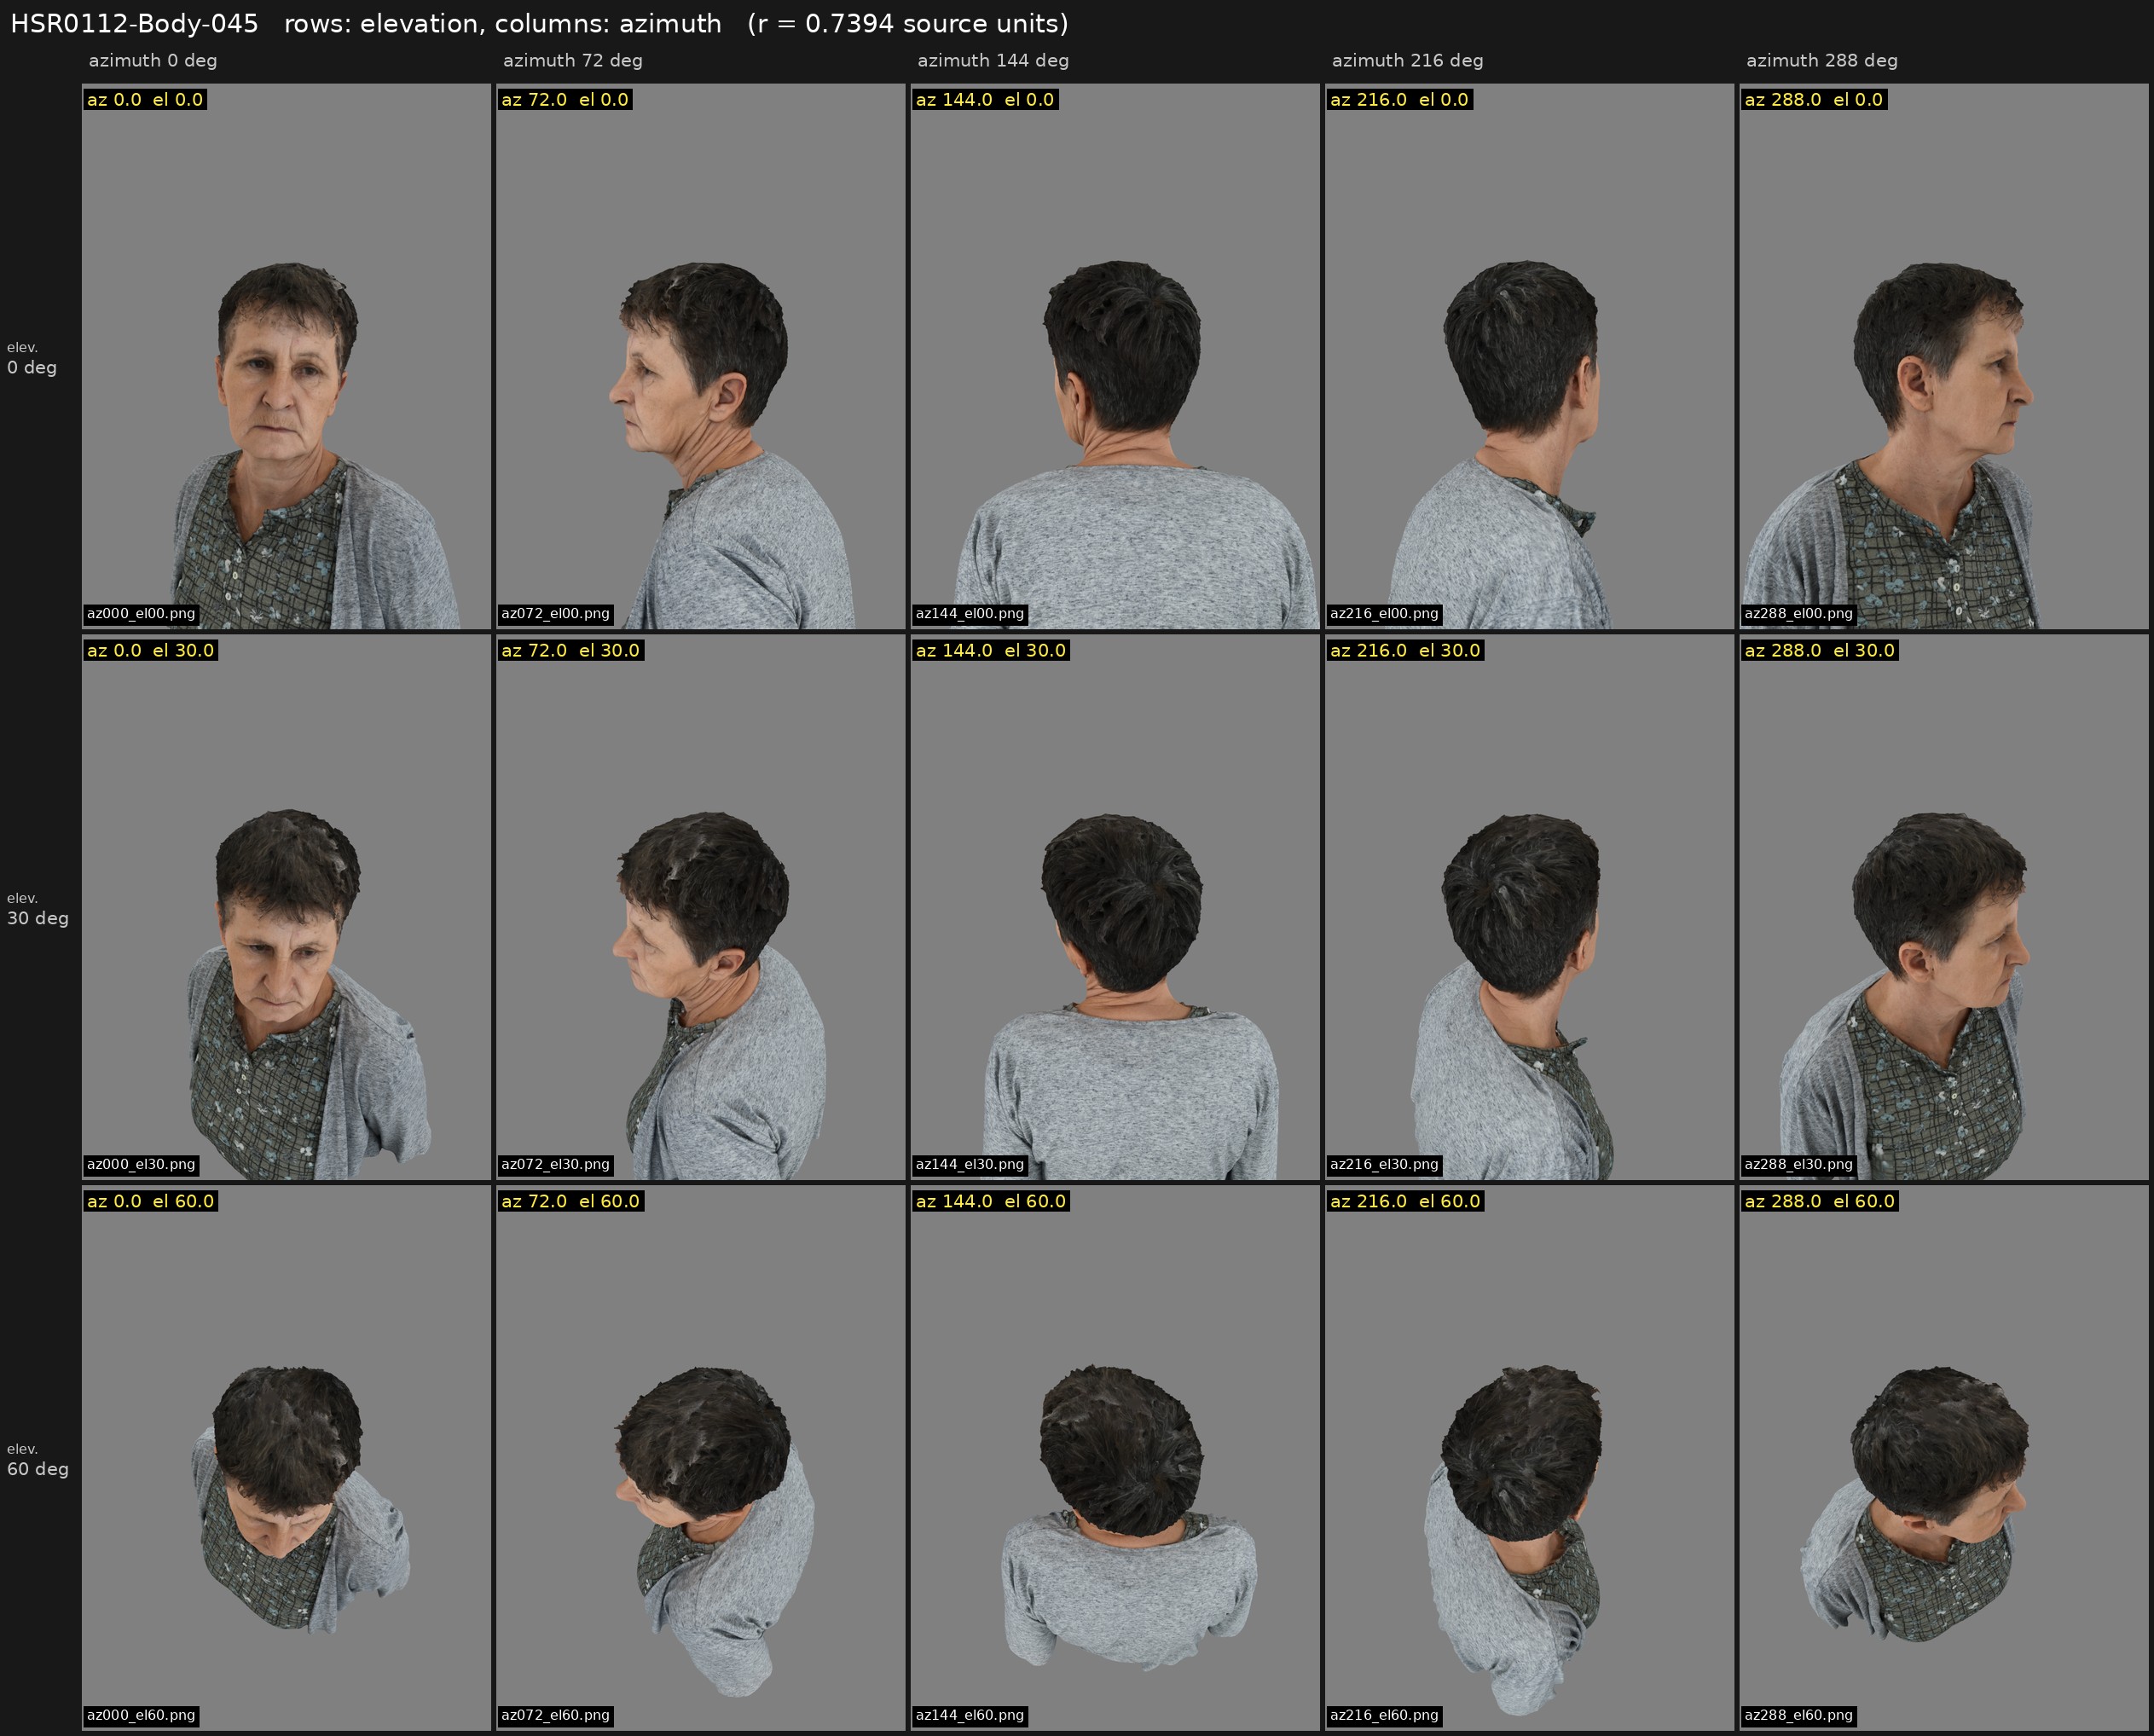 HSR0112-Body-045   rows: elevation, columns: azimuth   (r = 0.7394 source units)
azimuth 0 deg
azimuth 72 deg
azimuth 144 deg
azimuth 216 deg
azimuth 288 deg
az 0.0  el 0.0
az 72.0  el 0.0
az 144.0  el 0.0
az 216.0  el 0.0
az 288.0  el 0.0
elev.
0 deg
az000_el00.png
az072_el00.png
az144_el00.png
az216_el00.png
az288_el00.png
az 0.0  el 30.0
az 72.0  el 30.0
az 144.0  el 30.0
az 216.0  el 30.0
az 288.0  el 30.0
elev.
30 deg
az000_el30.png
az072_el30.png
az144_el30.png
az216_el30.png
az288_el30.png
az 0.0  el 60.0
az 72.0  el 60.0
az 144.0  el 60.0
az 216.0  el 60.0
az 288.0  el 60.0
elev.
60 deg
az000_el60.png
az072_el60.png
az144_el60.png
az216_el60.png
az288_el60.png